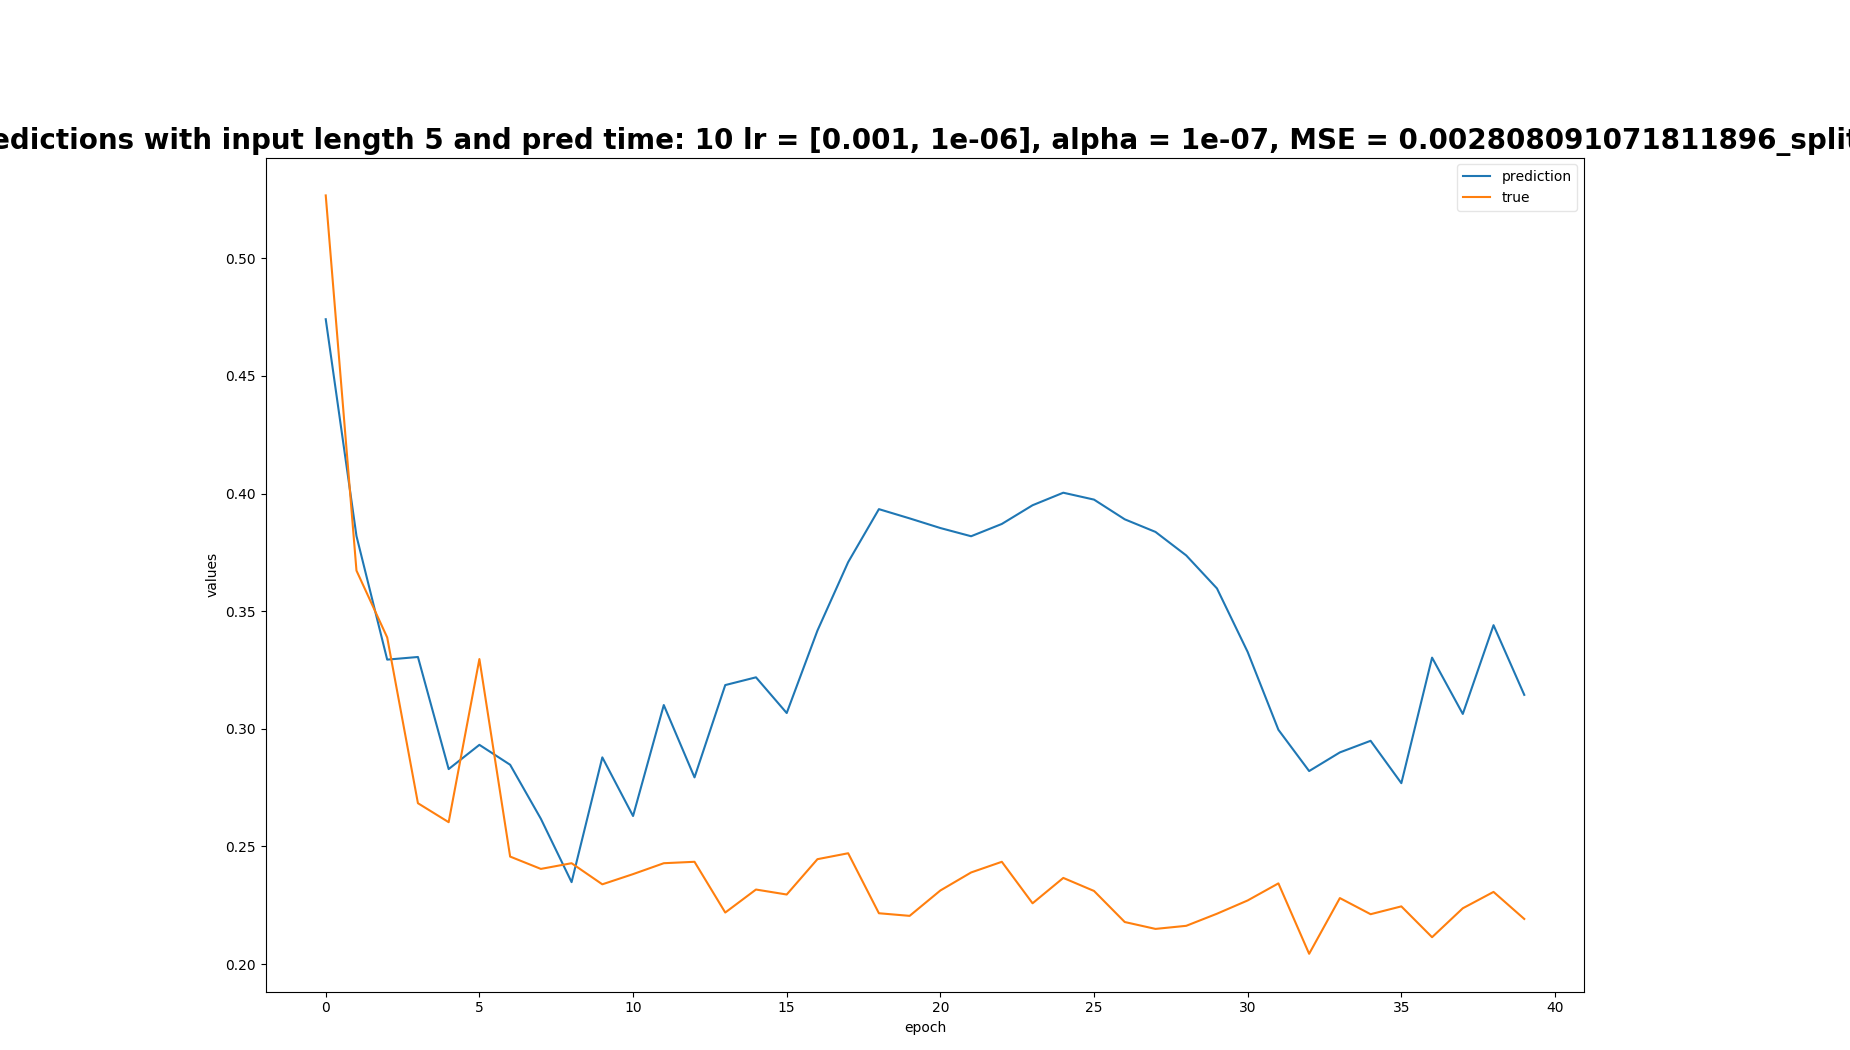 edictions with input length 5 and pred time: 10 lr = [0.001, 1e-06], alpha = 1e-07, MSE = 0.002808091071811896_split
prediction
true
0.50
0.45
0.40
0.35
0.30
0.25
0.20
values
0 5 10 15 20 25 30 35 40
epoch